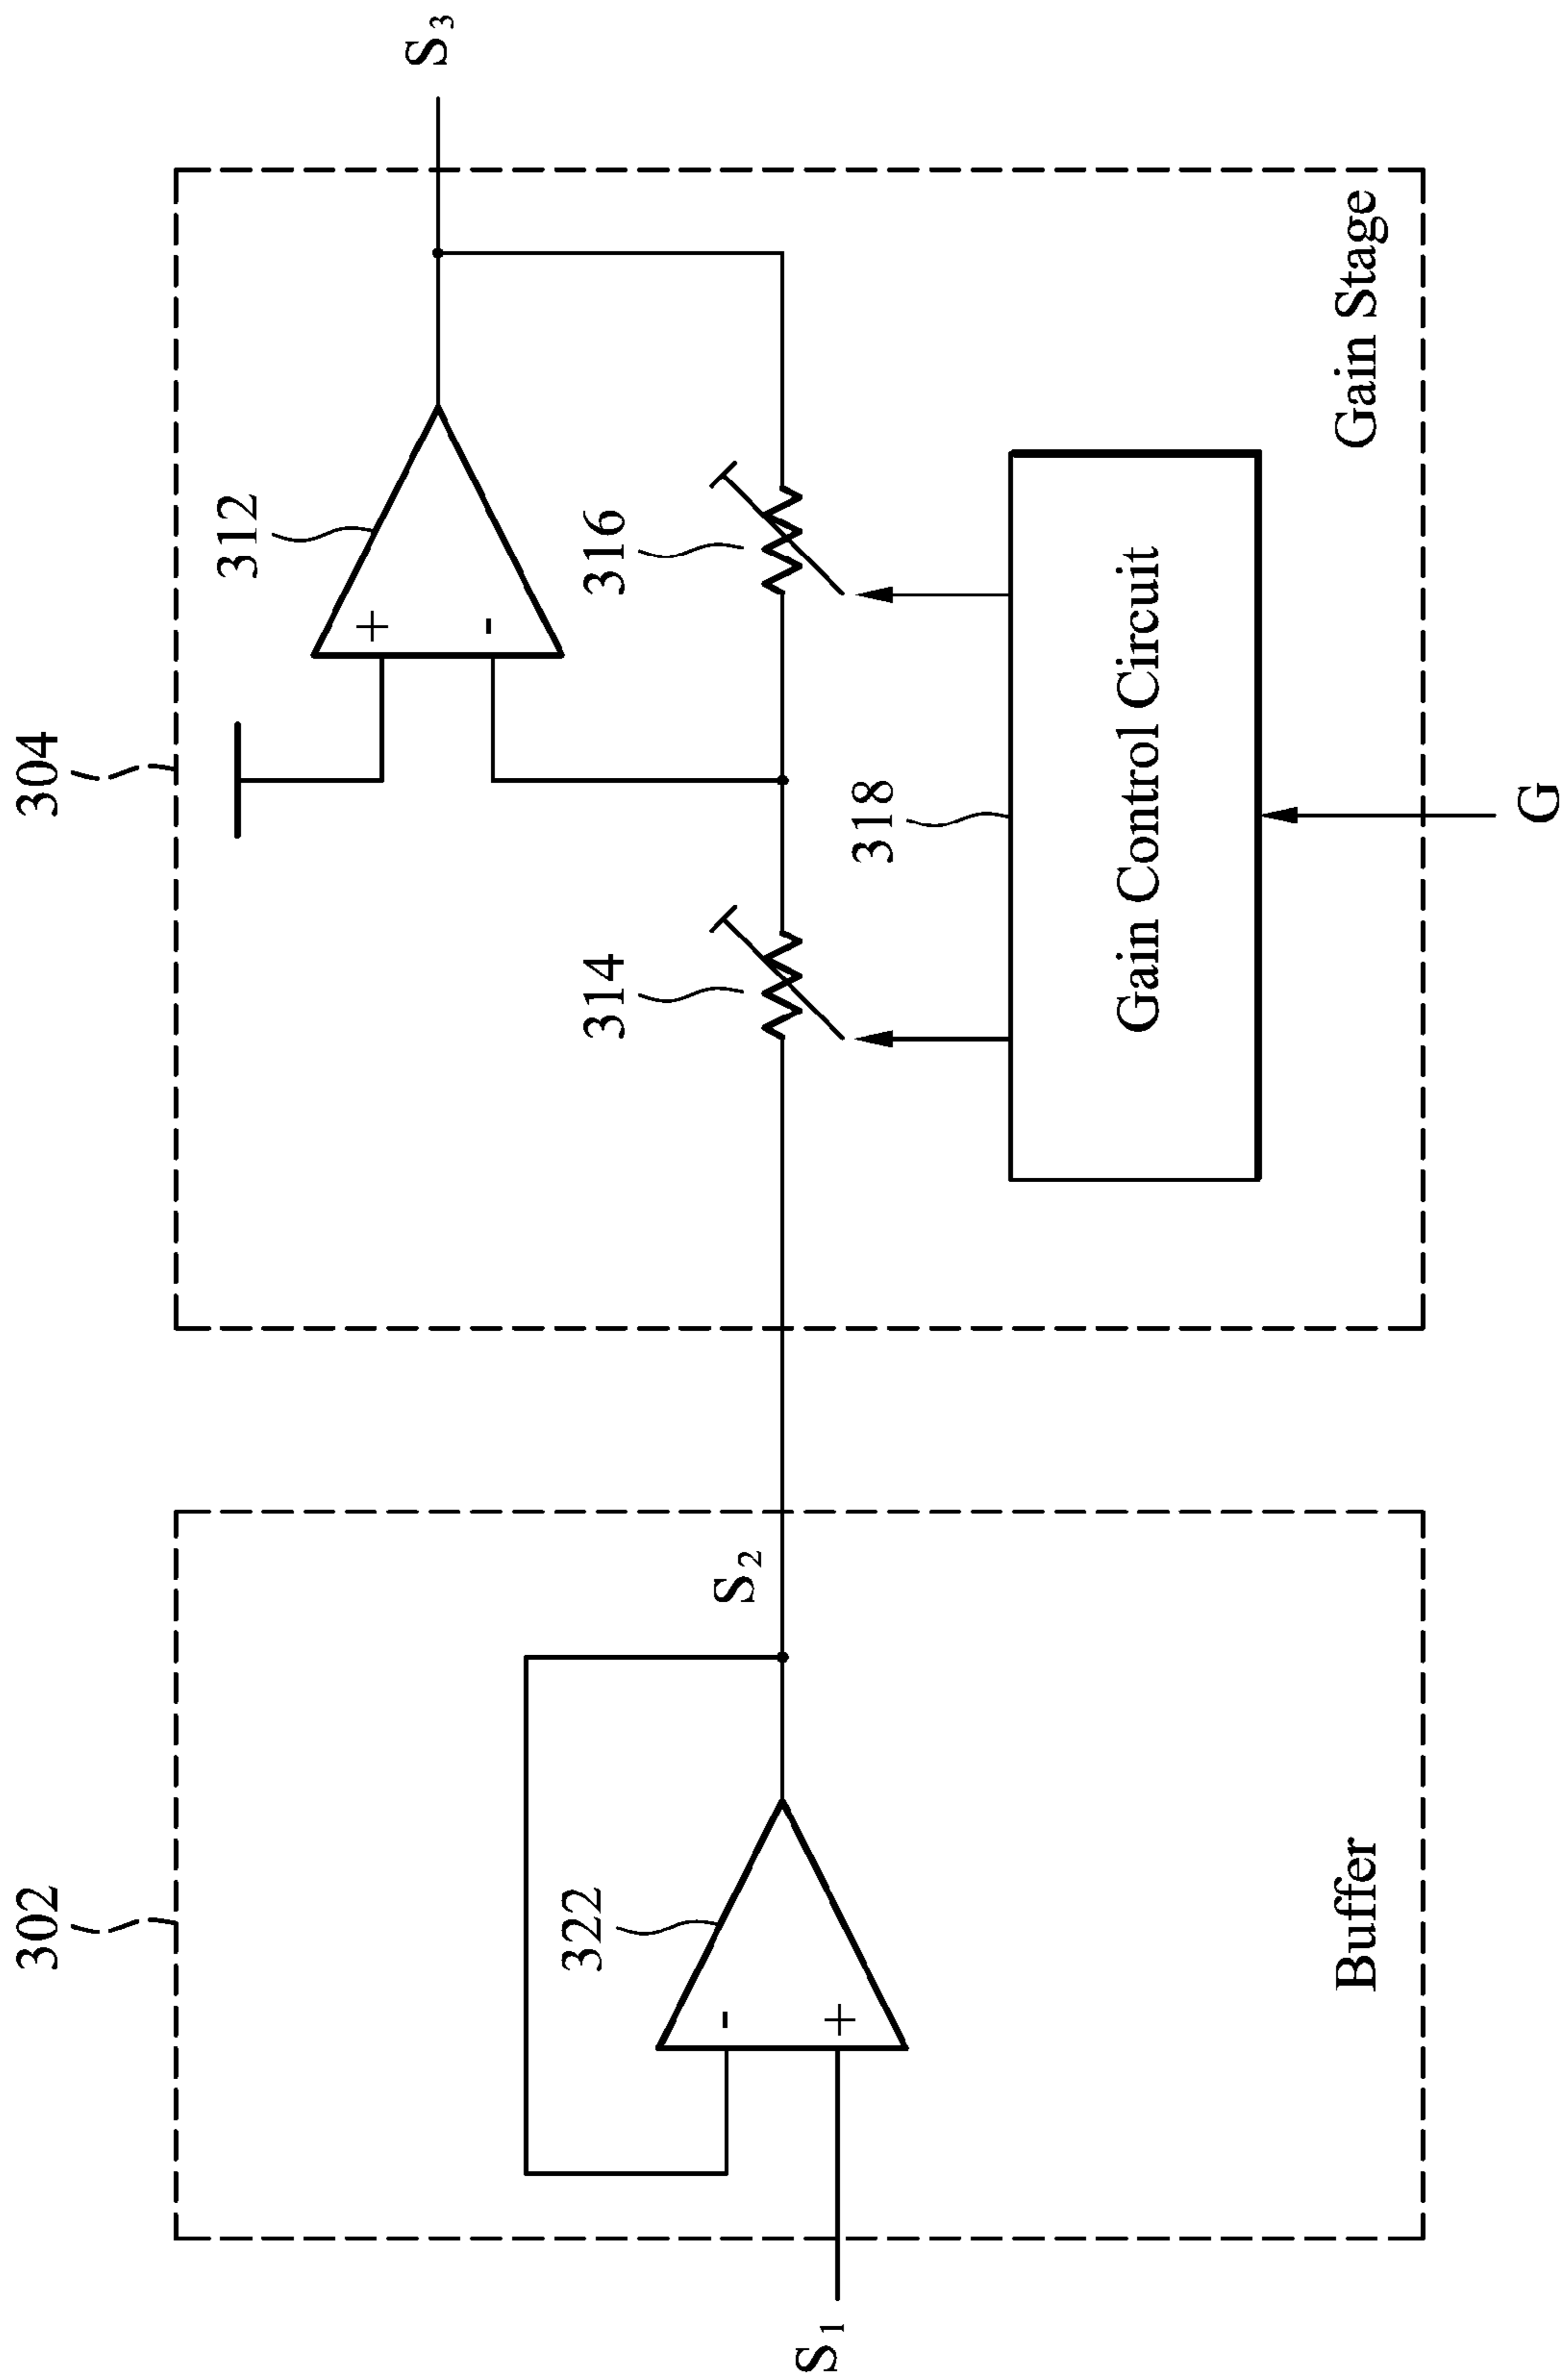 302
304
S1
322
- +
S2
Buffer
312
+ -
S3
314
316
318
Gain Control Circuit
Gain Stage
G